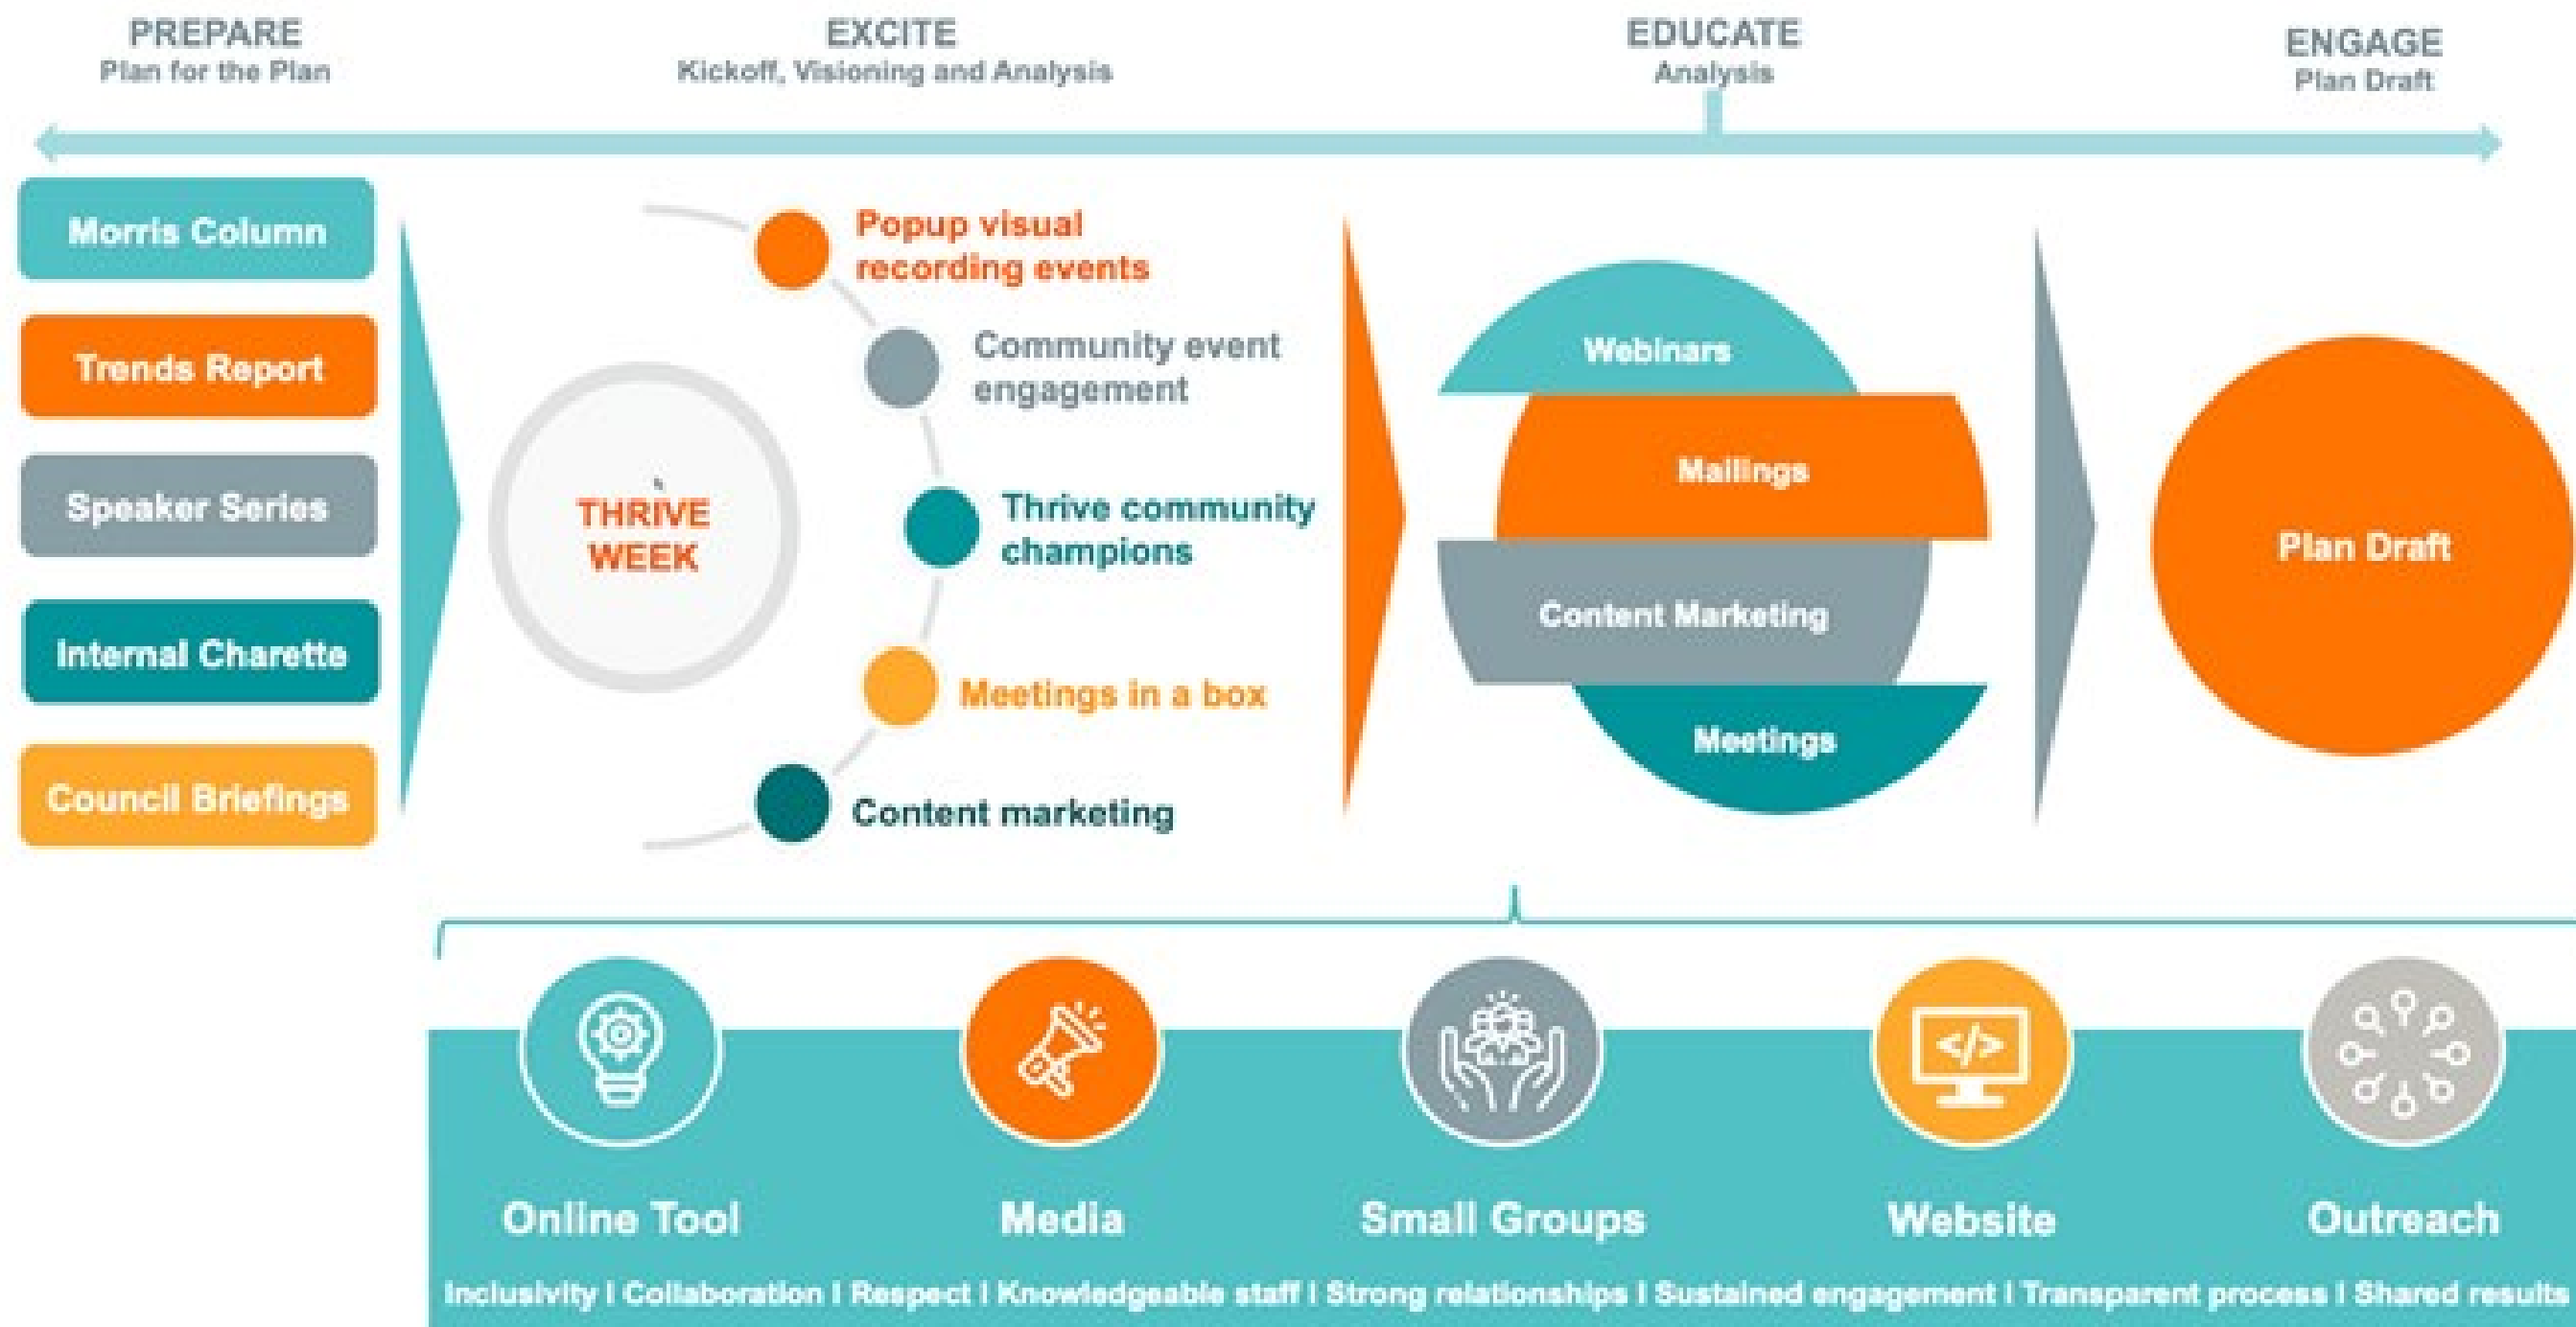 PREPARE
Plan for the Plan
EXCITE
Kickoff, Visioning and Analysis
EDUCATE
Analysis
ENGAGE
Plan Draft
Morris Column
Trends Report
Speaker Series
Internal Charette
Council Briefings
THRIVE
WEEK
Popup visual
recording events
Community event
engagement
Thrive community
champions
Meetings in a box
Content marketing
Webinars
Mailings
Content Marketing
Meetings
Plan Draft
</>
Online Tool
Media
Small Groups
Website
Outreach
Inclusivity | Collaboration | Respect | Knowledgeable staff | Strong relationships | Sustained engagement | Transparent process | Shared results